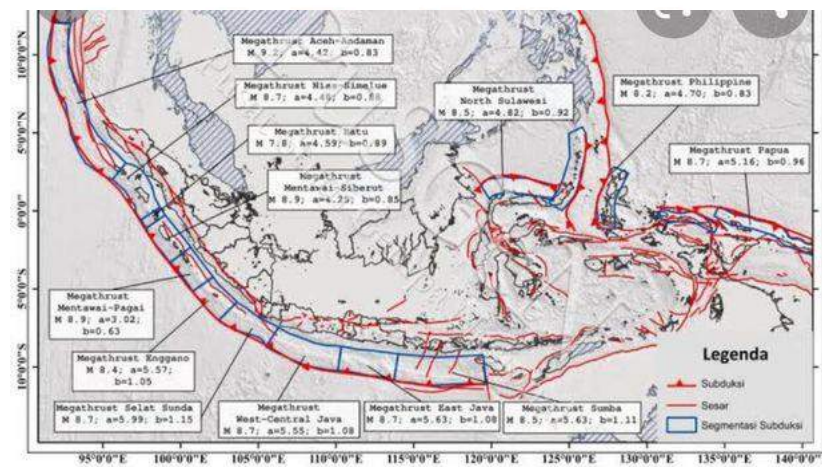 Megathrust Aceh-Andaman
M 9.2; a=4.42; b=0.83
Megathrust Nias-Simelue
M 8.7; a=4.46; b=0.88
Megathrust Batu
M 7.8; a=4.59; b=0.89
Megathrust
Mentawai-Siberut
M 8.9; a=4.25; b=0.85
Megathrust
North Sulawesi
M 8.5; a=4.82; b=0.92
Megathrust Philippine
M 8.2; a=4.70; b=0.83
Megathrust Papua
M 8.7; a=5.16; b=0.96
Megathrust
Mentawai-Pagai
M 8.9; a=3.02;
b=0.63
Megathrust Enggano
M 8.4; a=5.57;
b=1.05
Megathrust Selat Sunda
M 8.7; a=5.99; b=1.15
Megathrust
West-Central Java
M 8.7; a=5.55; b=1.08
Megathrust East Java
M 8.7; a=5.63; b=1.08
Megathrust Sumba
M 8.5; a=5.63; b=1.11
Legenda
Subduksi
Sesar
Segmentasi Subduksi
10°0'0"N
5°0'0"N
0°0'0"
5°0'0"S
10°0'0"S
95°0'0"E 100°0'0"E 105°0'0"E 110°0'0"E 115°0'0"E 120°0'0"E 125°0'0"E 130°0'0"E 135°0'0"E 140°0'0"E